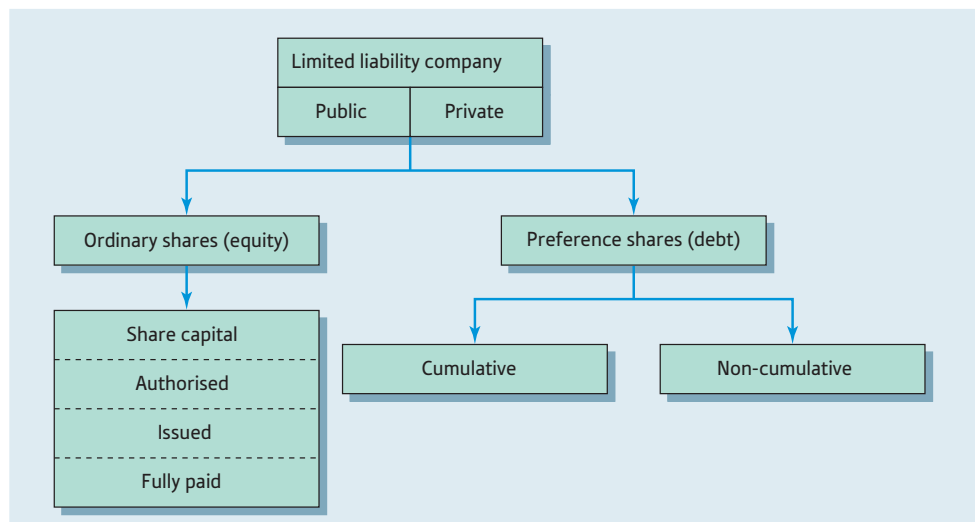 Limited liability company
Public
Private
Ordinary shares (equity)
Preference shares (debt)
Share capital
Authorised
Issued
Fully paid
Cumulative
Non-cumulative